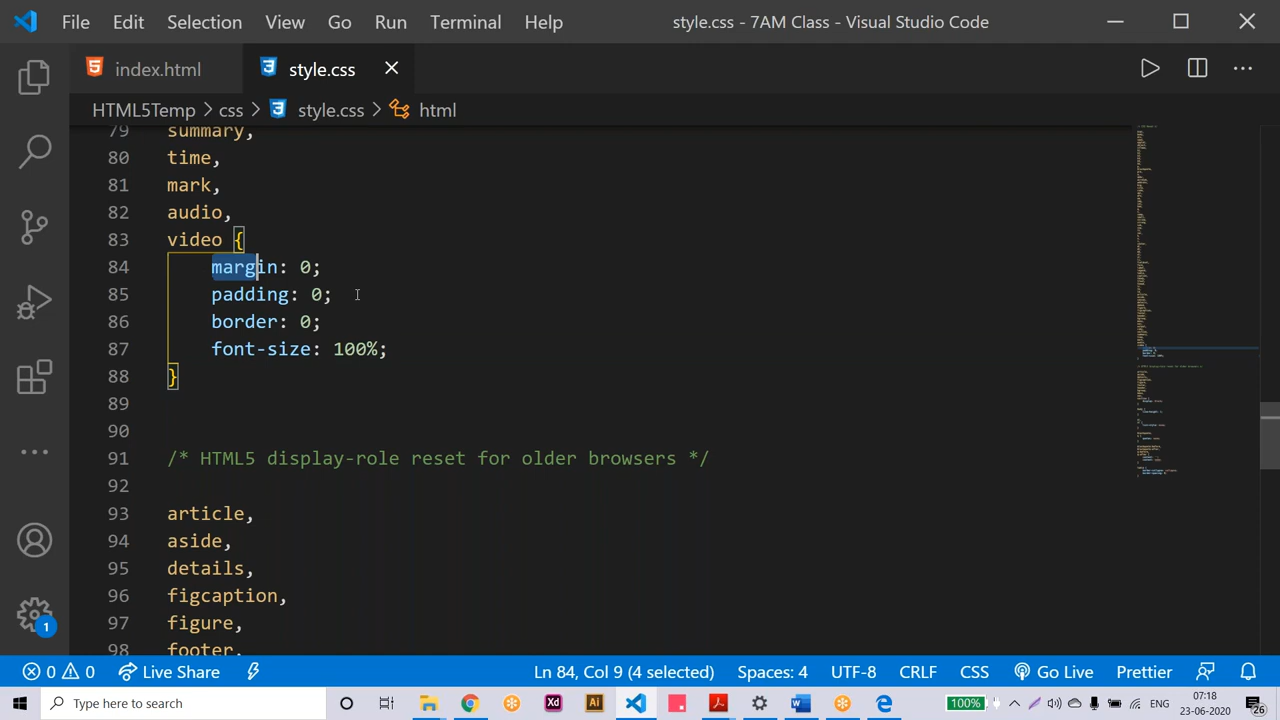 File Edit Selection View Go Run Terminal Help style.css - 7AM Class - Visual Studio Code
index.html style.css
HTML5Temp > css > style.css > html
79 summary,
80 time,
81 mark,
82 audio,
83 video {
84 margin: 0;
85 padding: 0;
86 border: 0;
87 font-size: 100%;
88 }
89
90
91 /* HTML5 display-role reset for older browsers */
92
93 article,
94 aside,
95 details,
96 figcaption,
97 figure,
98 footer,
1
0 0 Live Share Ln 84, Col 9 (4 selected) Spaces: 4 UTF-8 CRLF CSS Go Live Prettier
Type here to search Xd Ai 100% ENG 07:18 23-06-2020 26